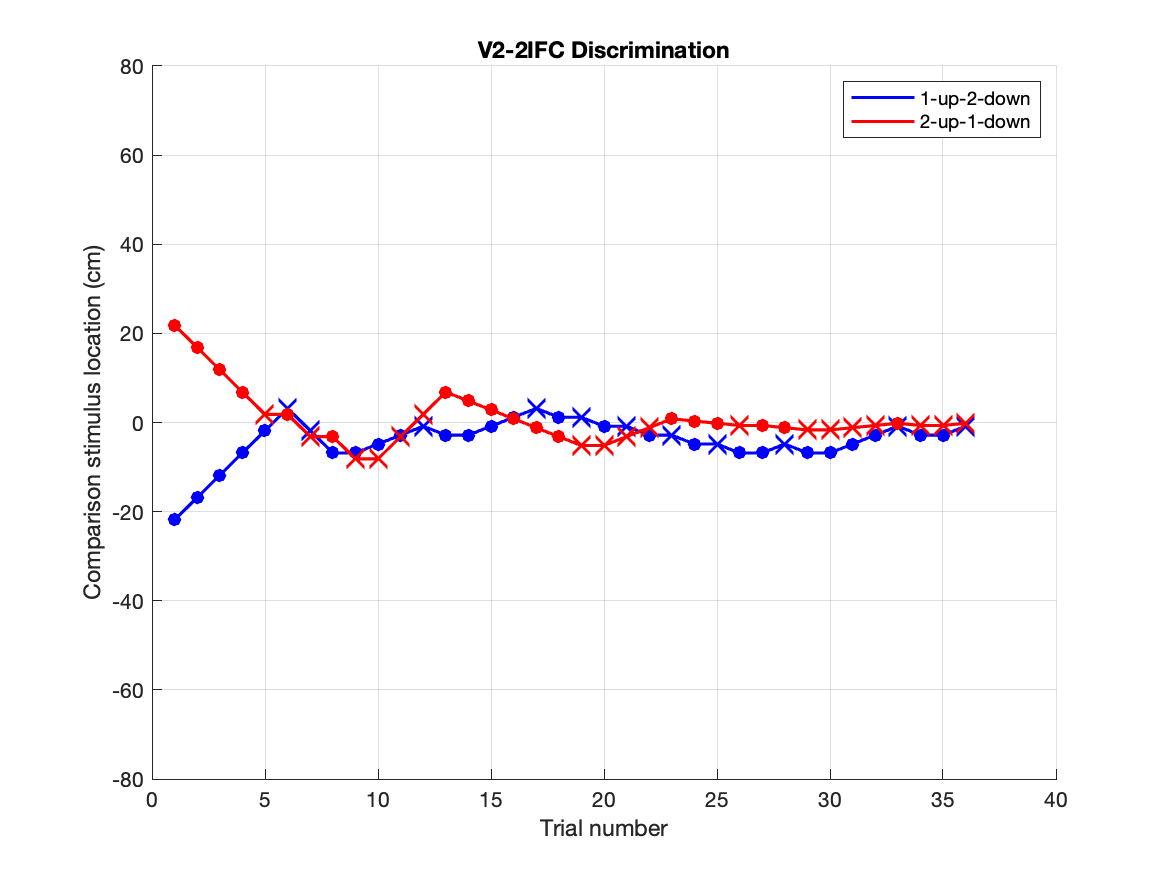 V2-2IFC Discrimination
80
60
40
20
0
-20
-40
-60
-80
Comparison stimulus location (cm)
1-up-2-down
2-up-1-down
0 5 10 15 20 25 30 35 40
Trial number